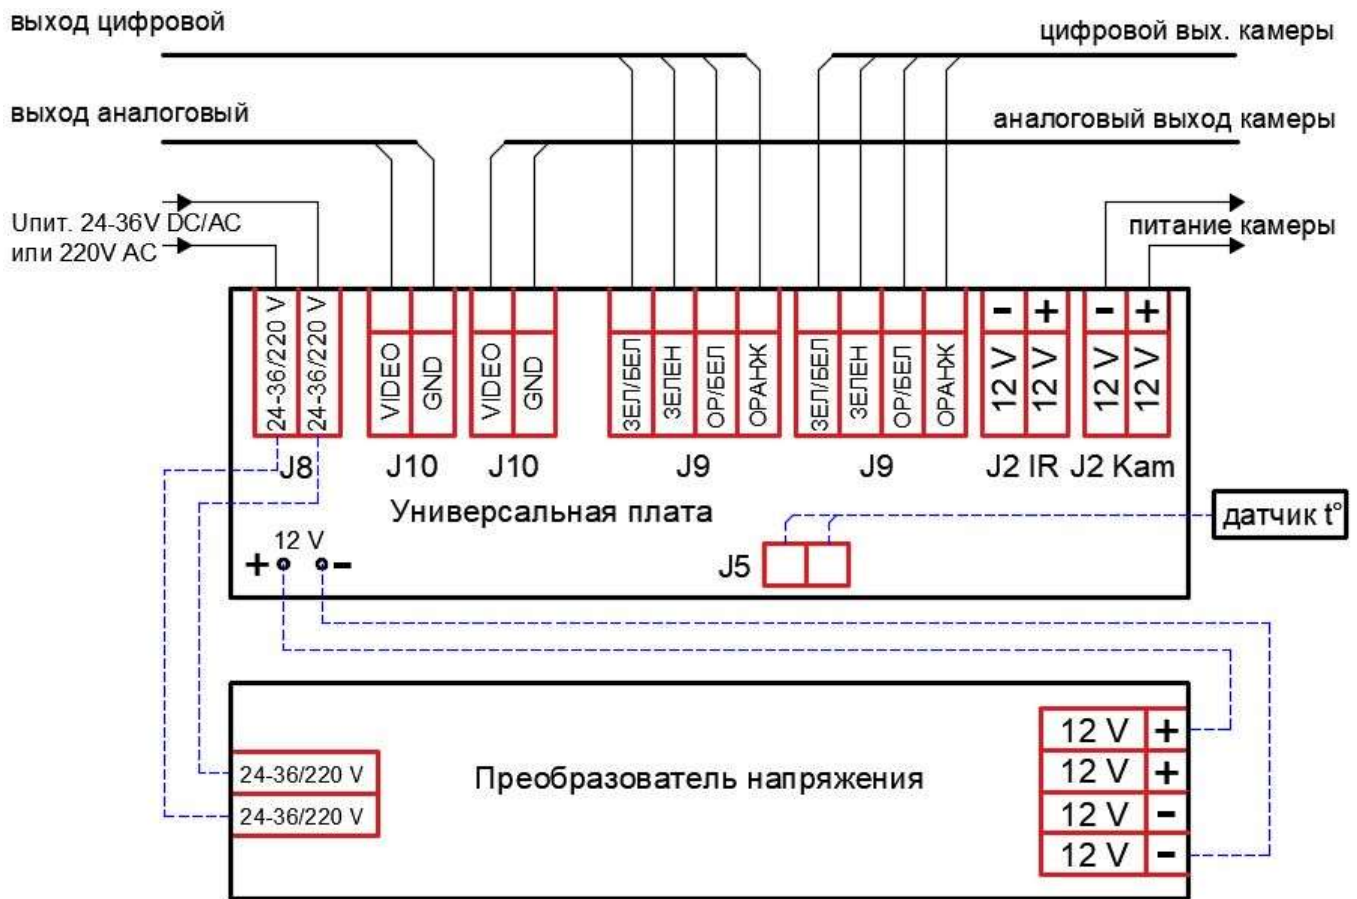 выход цифровой
цифровой вых. камеры
выход аналоговый
аналоговый выход камеры
Uпит. 24-36V DC/AC
или 220V AC
питание камеры
24-36/220 V
24-36/220 V
VIDEO
GND
VIDEO
GND
ЗЕЛ/БЕЛ
ЗЕЛЕН
ОР/БЕЛ
ОРАНЖ
ЗЕЛ/БЕЛ
ЗЕЛЕН
ОР/БЕЛ
ОРАНЖ
- +
12 V
12 V
- +
12 V
12 V
J8 J10 J10 J9 J9 J2 IR J2 Kam
Универсальная плата
датчик t°
12 V
+ -
J5
12 V +
12 V +
12 V -
12 V -
24-36/220 V
24-36/220 V
Преобразователь напряжения